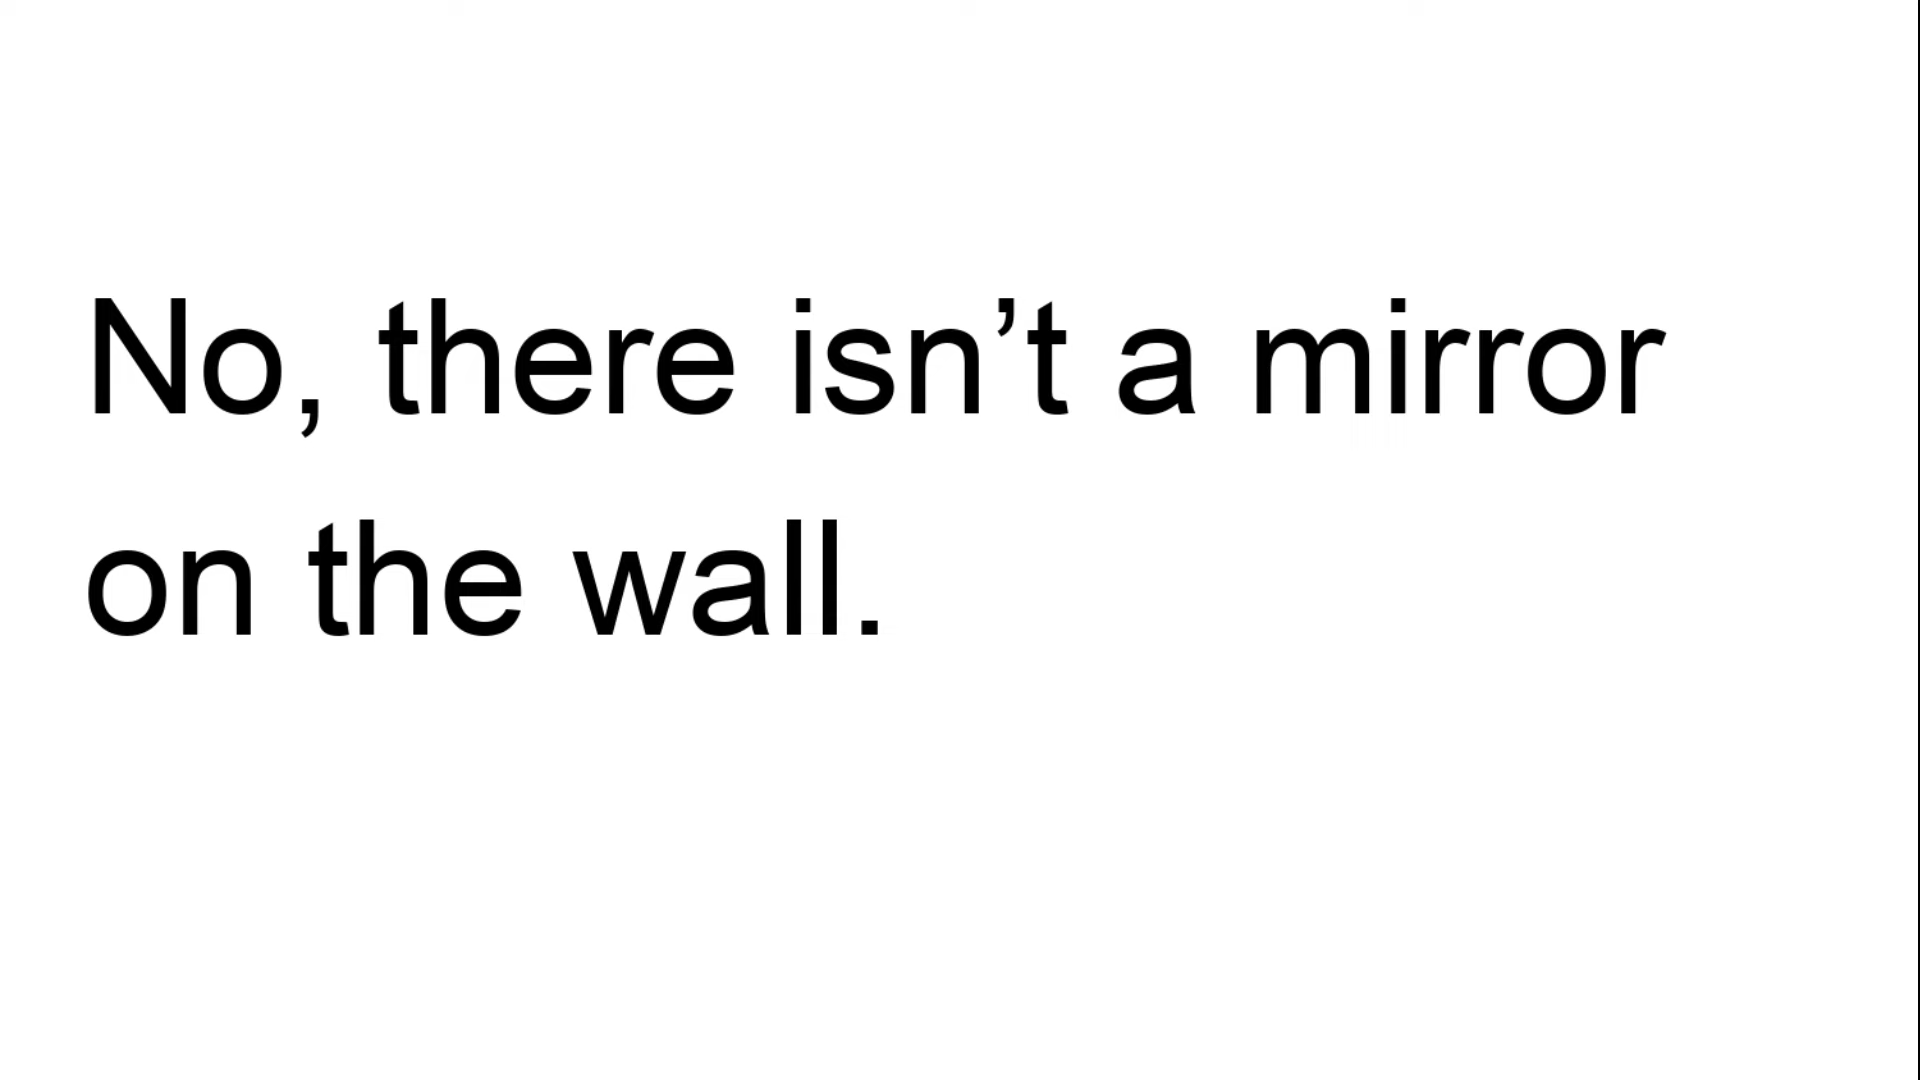 No, there isn’t a mirror
on the wall.